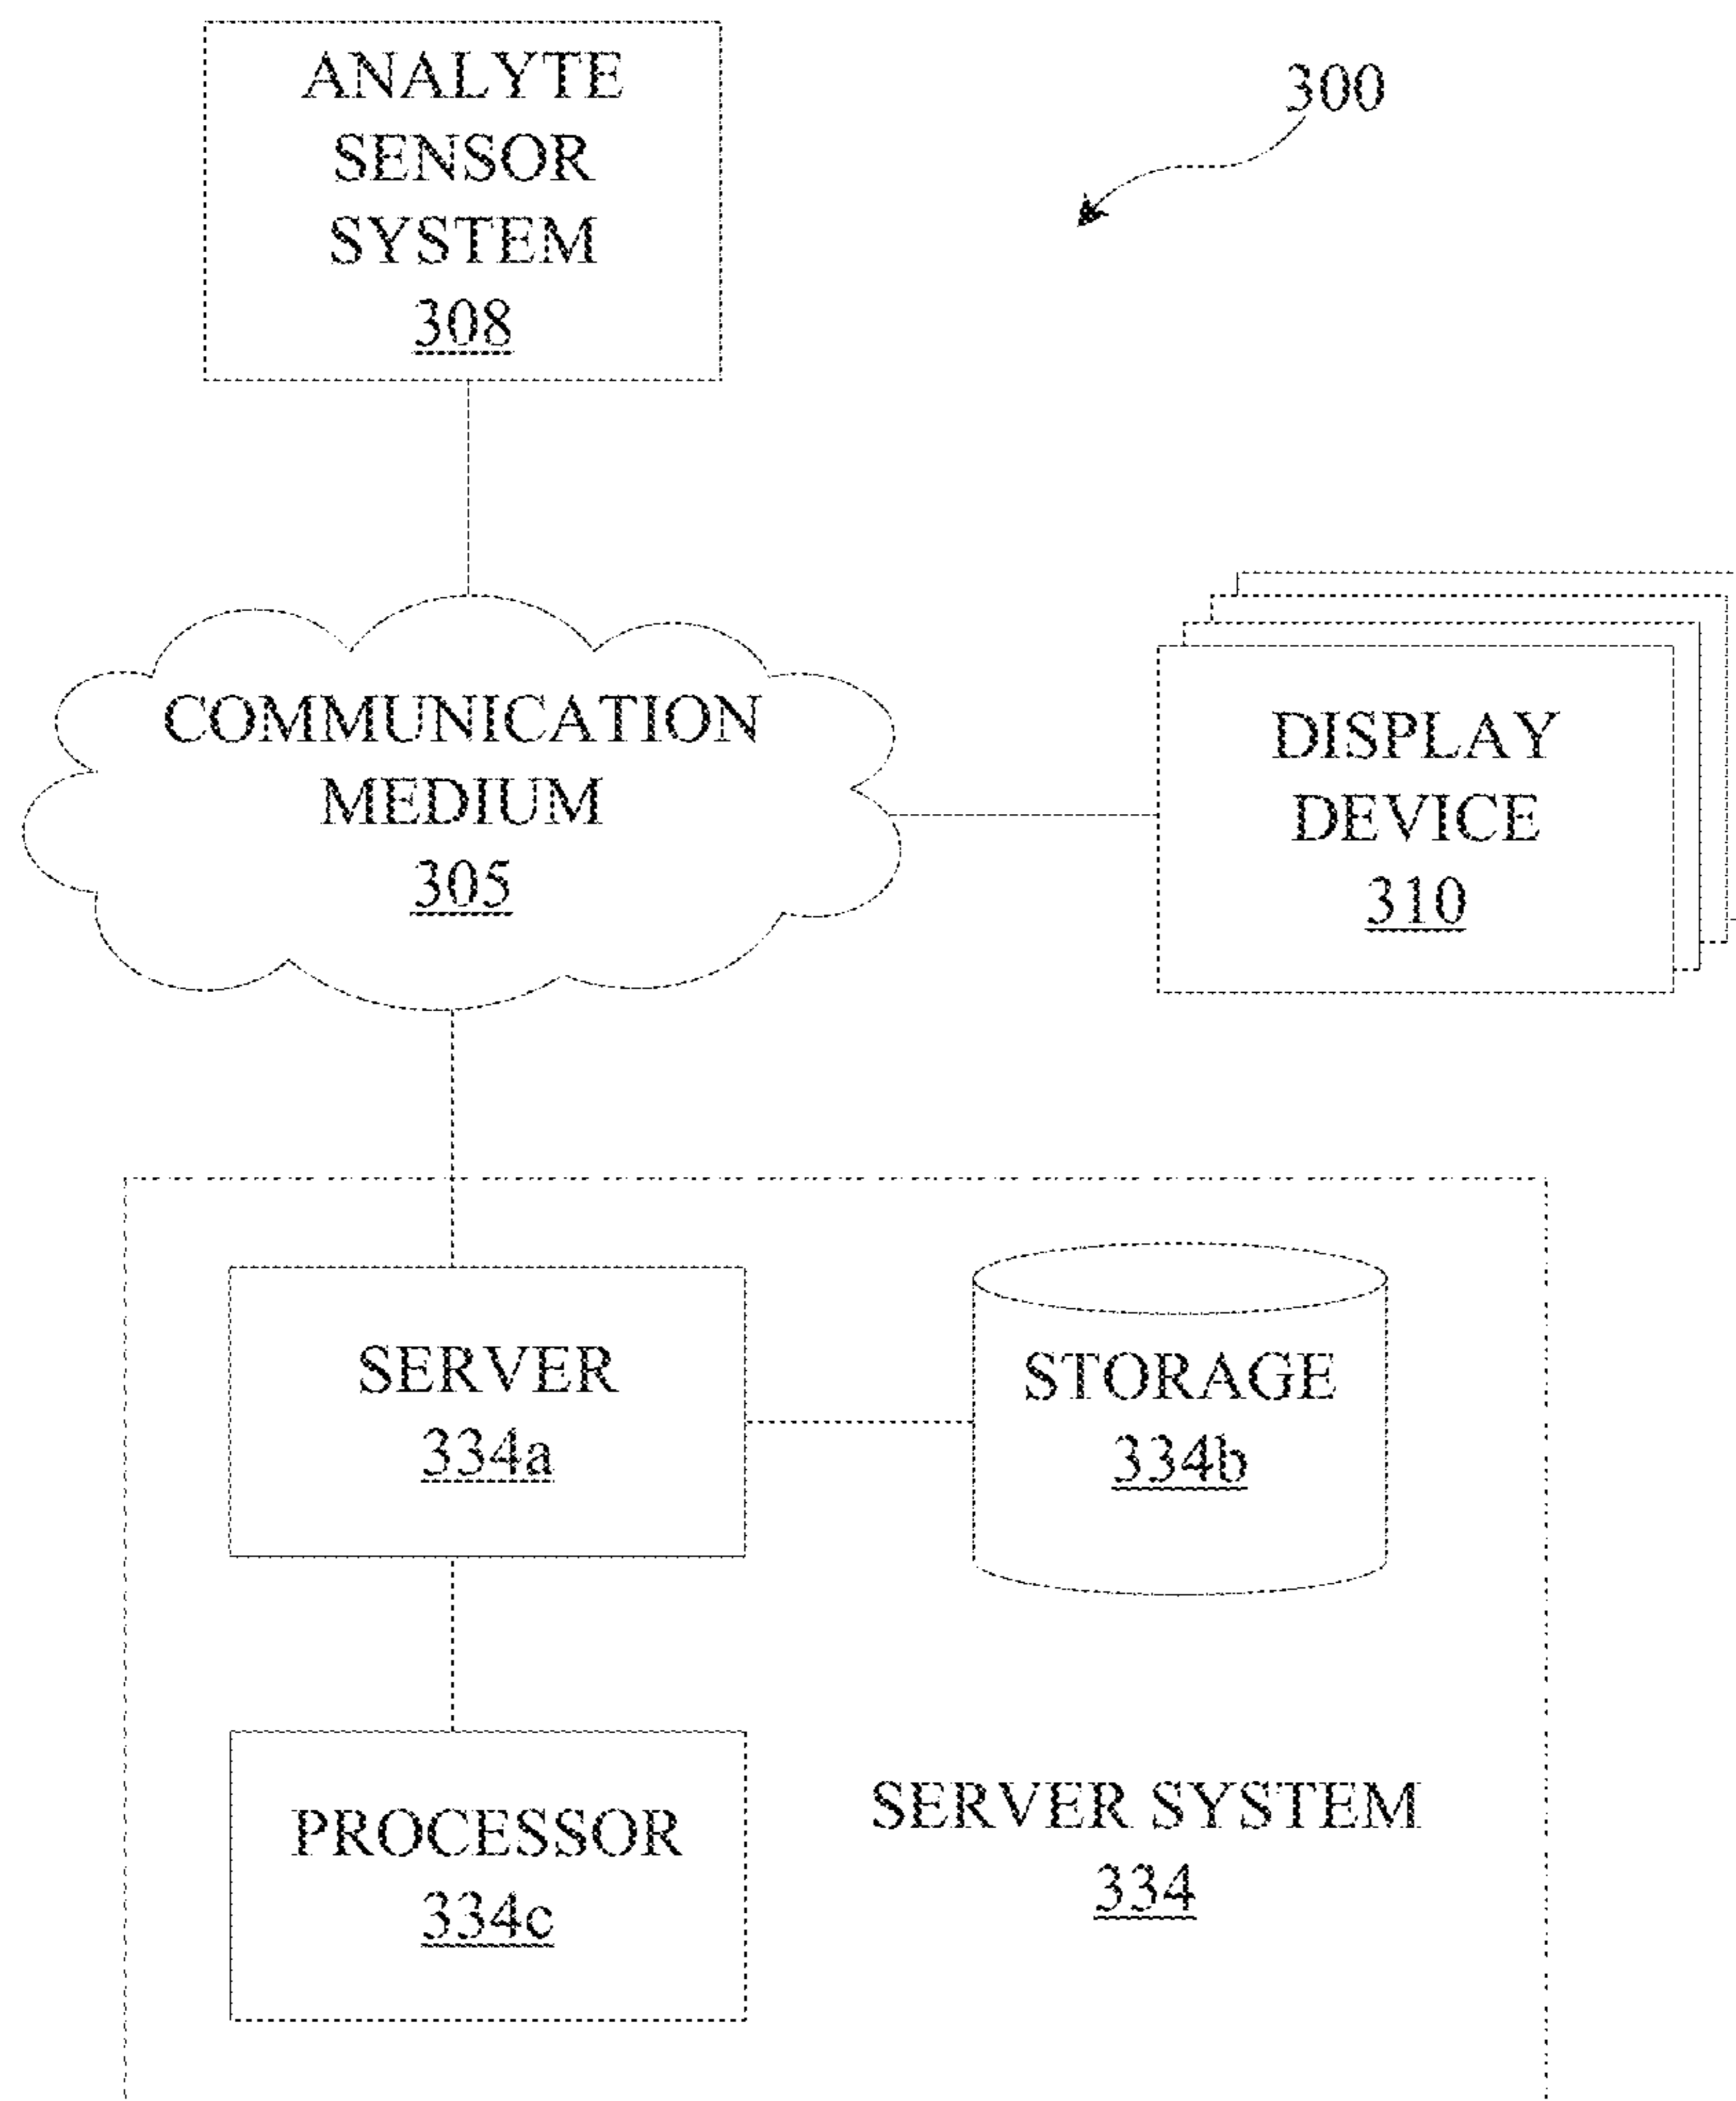 ANALYTE
SENSOR
SYSTEM
308
300
COMMUNICATION
MEDIUM
305
DISPLAY
DEVICE
310
SERVER
334a
STORAGE
334b
PROCESSOR
334c
SERVER SYSTEM
334